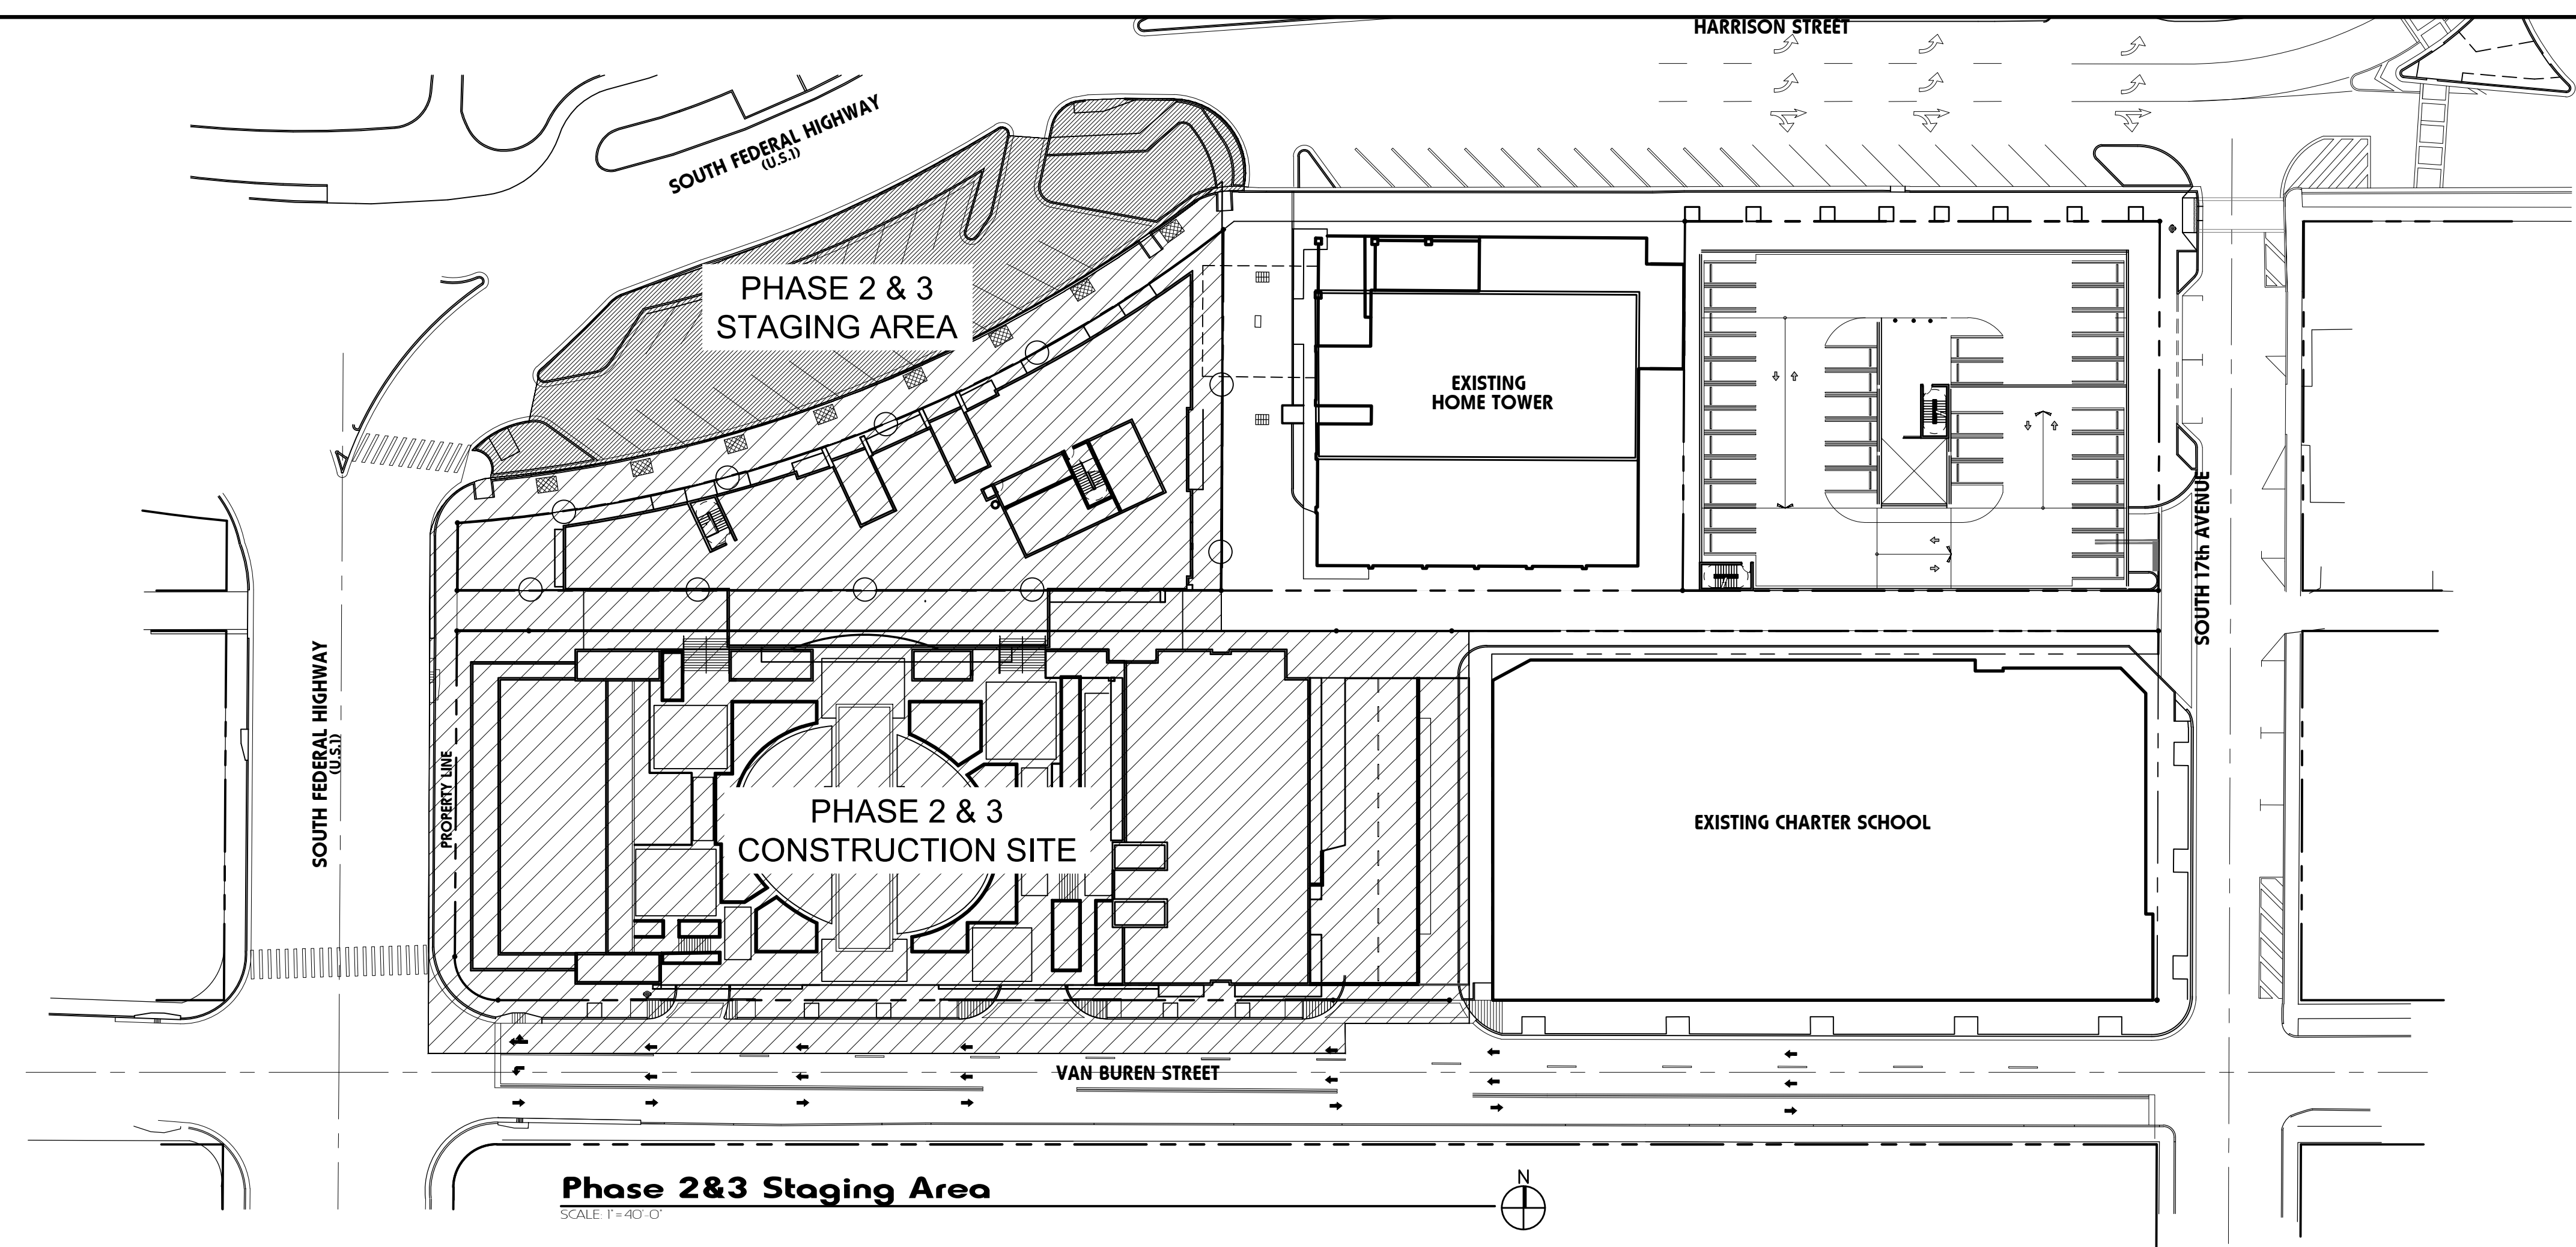 HARRISON STREET
SOUTH FEDERAL HIGHWAY
(U.S.1)
PHASE 2 & 3
STAGING AREA
EXISTING
HOME TOWER
SOUTH 17th AVENUE
SOUTH FEDERAL HIGHWAY
(U.S.1)
PROPERTY LINE
PHASE 2 & 3
CONSTRUCTION SITE
EXISTING CHARTER SCHOOL
VAN BUREN STREET
Phase 2&3 Staging Area
SCALE: 1"=40'-0"
N